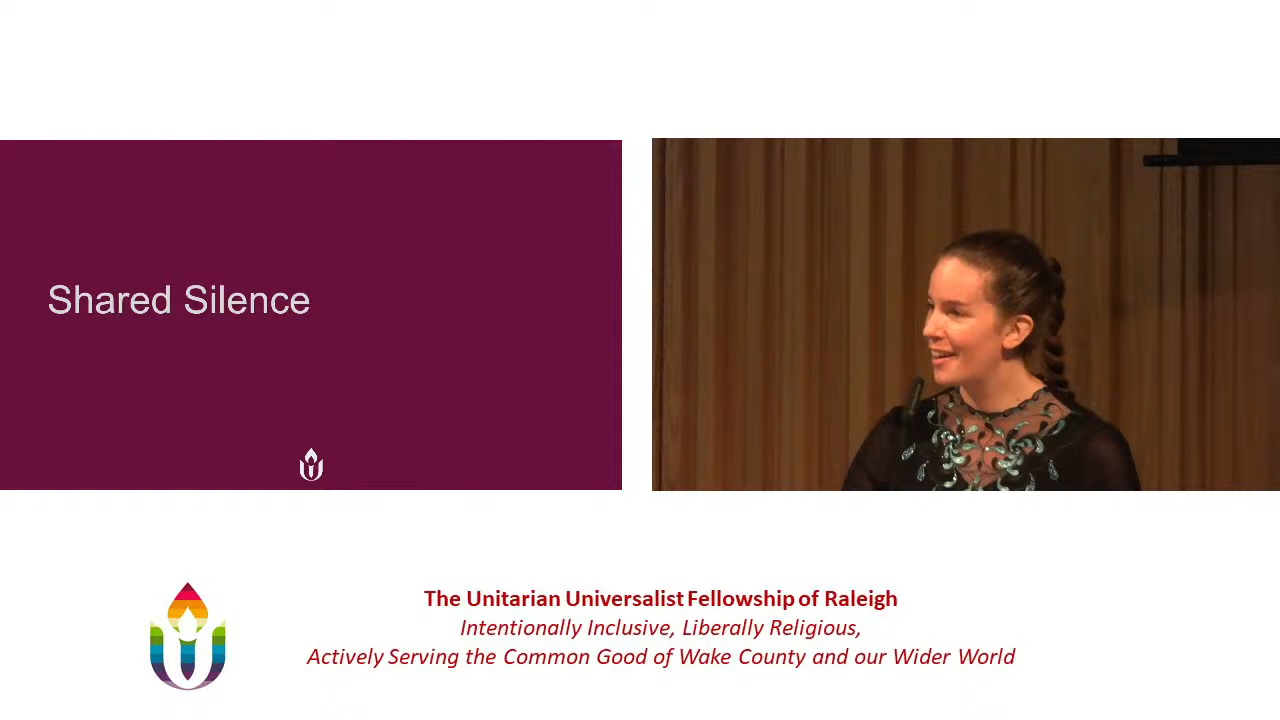 Shared Silence
The Unitarian Universalist Fellowship of Raleigh
Intentionally Inclusive, Liberally Religious,
Actively Serving the Common Good of Wake County and our Wider World